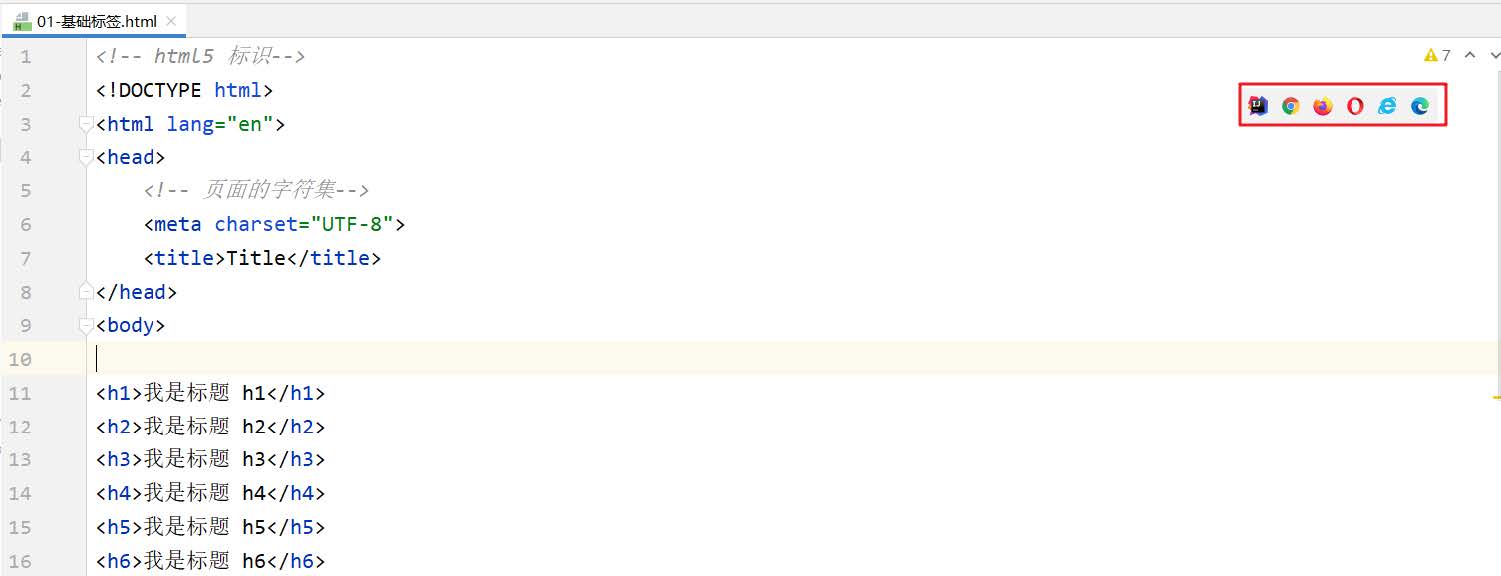 01-基础标签.html
7
1 <!-- html5 标识-->
2 <!DOCTYPE html>
3 <html lang="en">
4 <head>
5     <!-- 页面的字符集-->
6     <meta charset="UTF-8">
7     <title>Title</title>
8 </head>
9 <body>
10
11 <h1>我是标题 h1</h1>
12 <h2>我是标题 h2</h2>
13 <h3>我是标题 h3</h3>
14 <h4>我是标题 h4</h4>
15 <h5>我是标题 h5</h5>
16 <h6>我是标题 h6</h6>